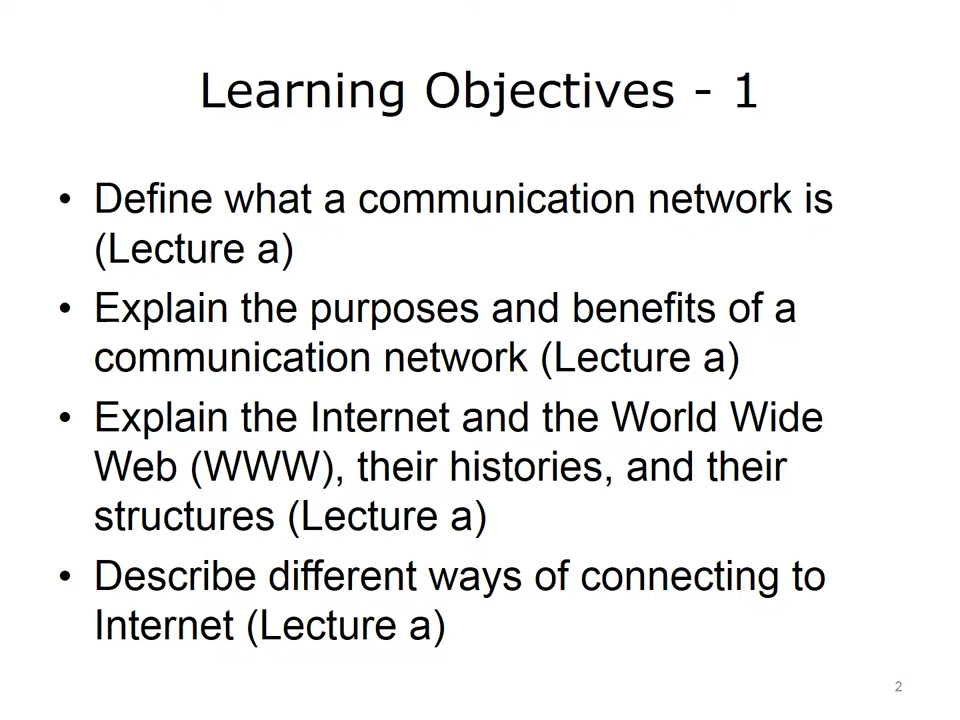 Learning Objectives - 1
• Define what a communication network is
(Lecture a)
• Explain the purposes and benefits of a
communication network (Lecture a)
• Explain the Internet and the World Wide
Web (WWW), their histories, and their
structures (Lecture a)
• Describe different ways of connecting to
Internet (Lecture a)
2